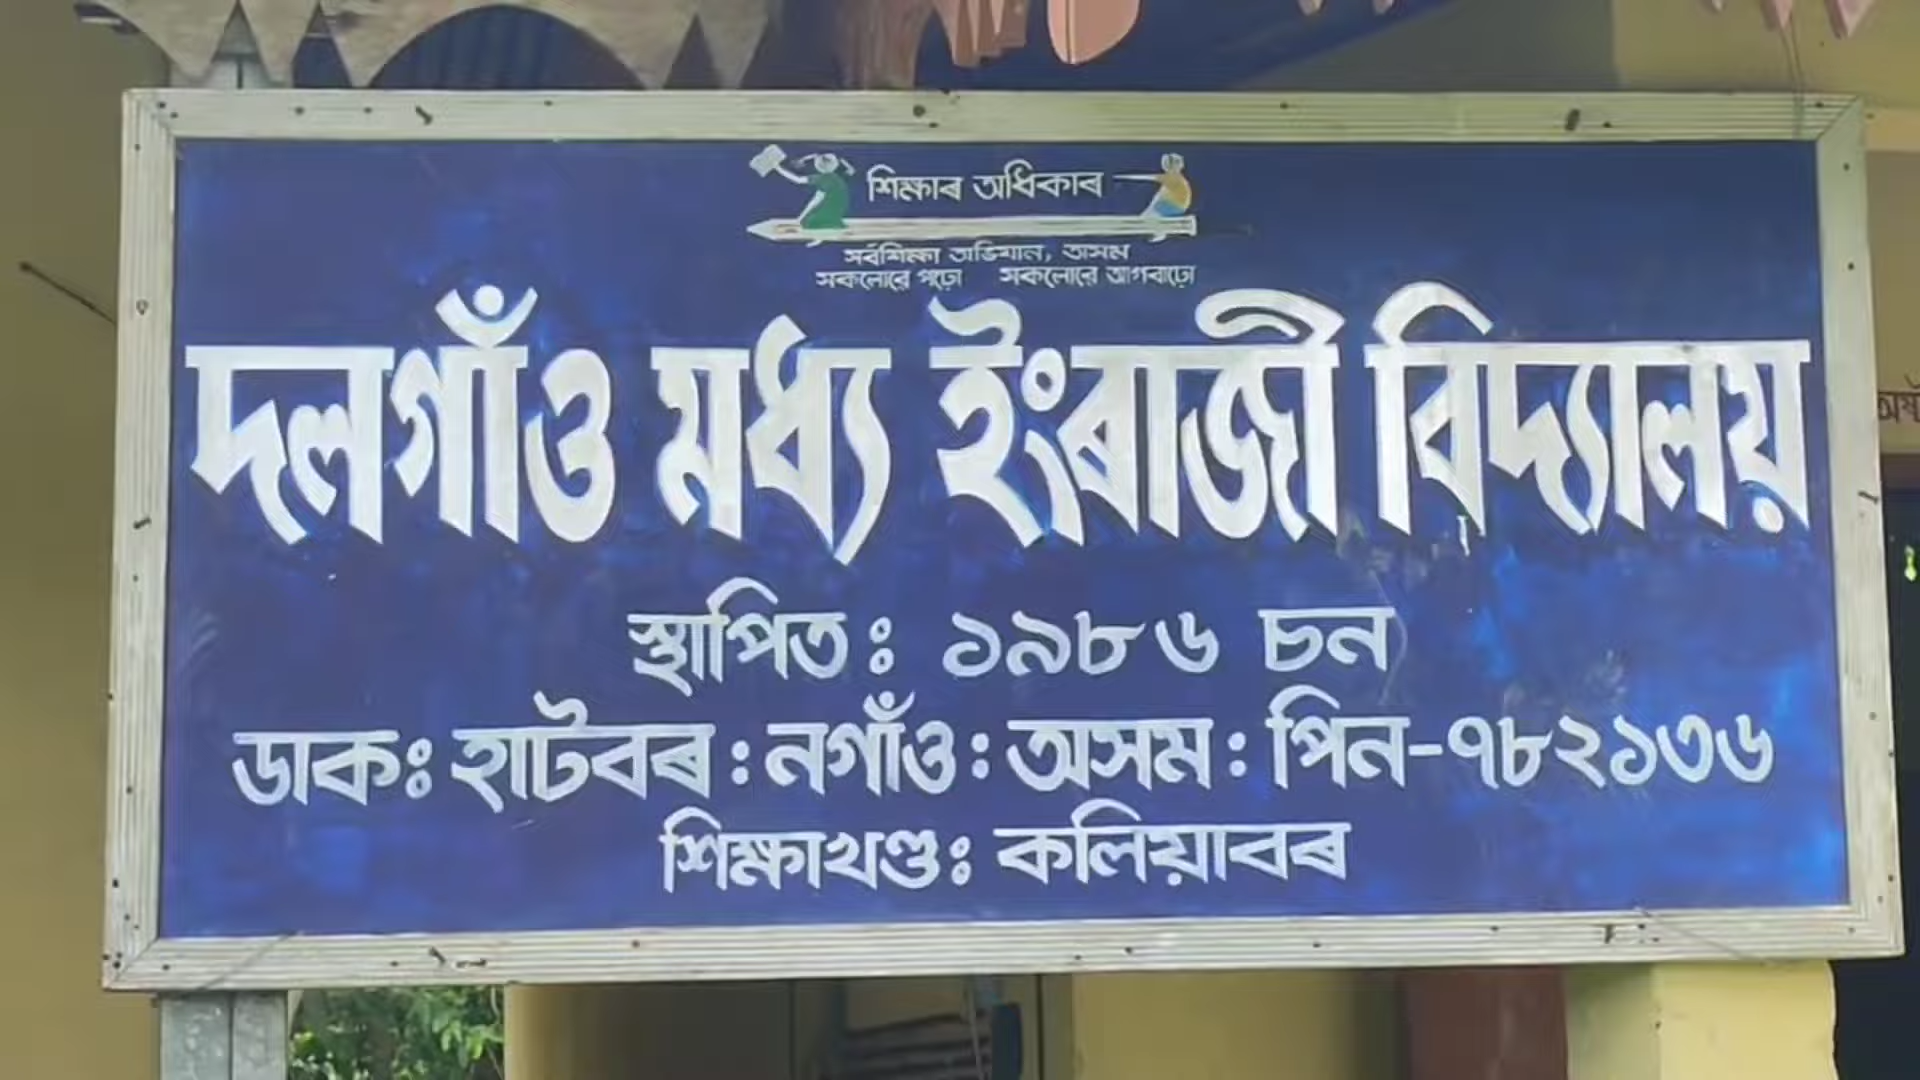 শিক্ষাৰ অধিকাৰ
সৰ্বশিক্ষা অভিযান, অসম
সকলোৱে পঢ়ো সকলোৱে আগবাঢ়ো
দলগাঁও মধ্য ইংৰাজী বিদ্যালয়
স্থাপিত : ১৯৮৬ চন
ডাক: হাটবৰ : নগাঁও : অসম : পিন-৭৮২১৩৬
শিক্ষাখণ্ড: কলিয়াবৰ